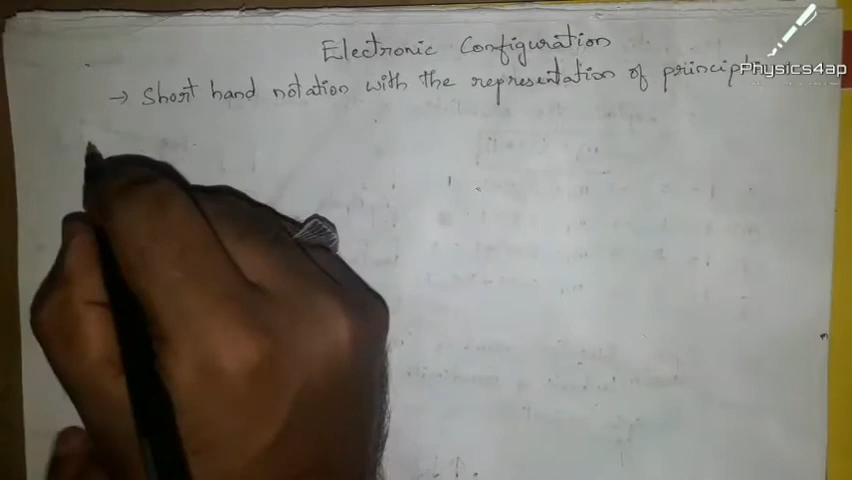 Electronic Configuration
→ Short hand notation with the representation of principle
Physics4ap